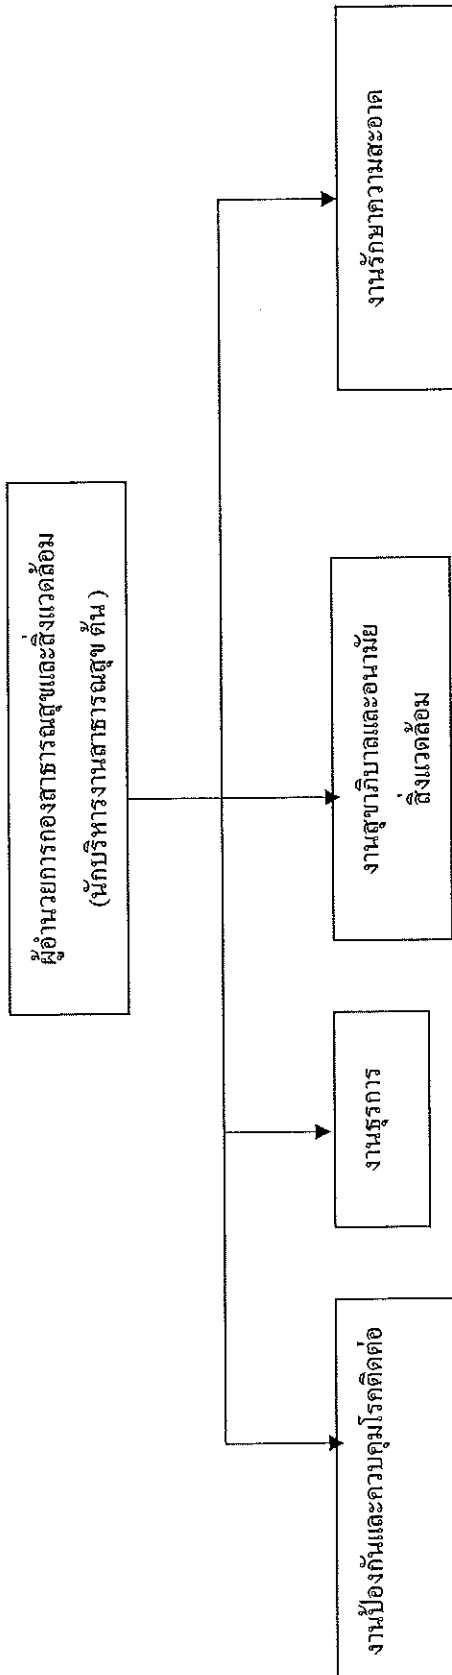 ผู้อำนวยการกองสาธารณสุขและสิ่งแวดล้อม
(นักบริหารงานสาธารณสุข ต้น )
งานป้องกันและควบคุมโรคติดต่อ
งานธุรการ
งานสุขาภิบาลและอนามัย
สิ่งแวดล้อม
งานรักษาความสะอาด